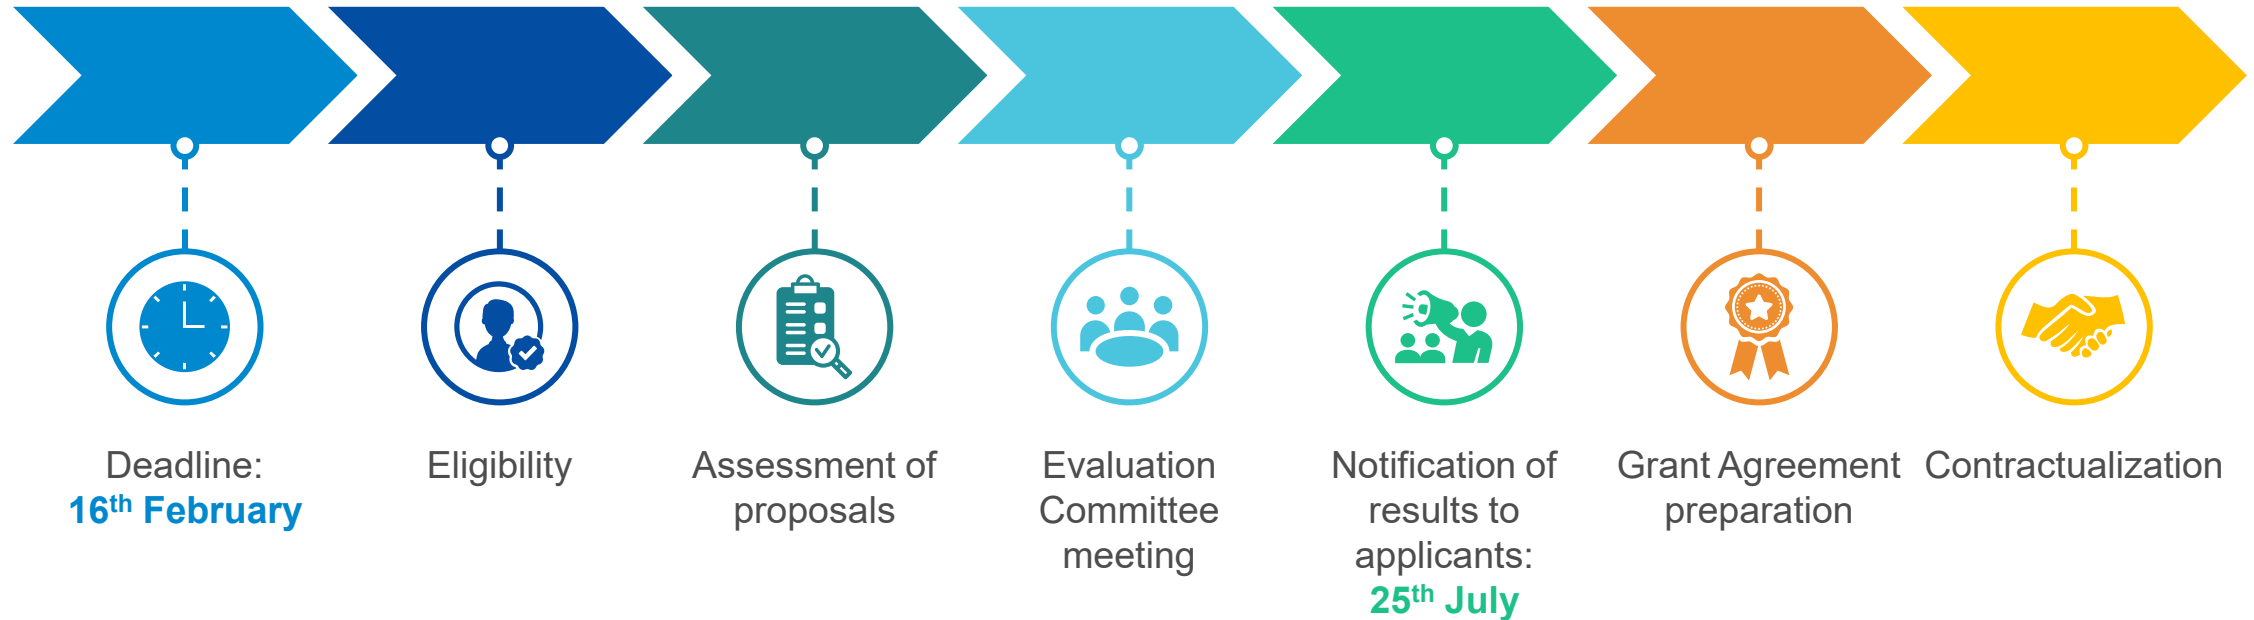 Deadline:
16th February
Eligibility
Assessment of
proposals
Evaluation
Committee
meeting
Notification of
results to
applicants:
25th July
Grant Agreement
preparation
Contractualization